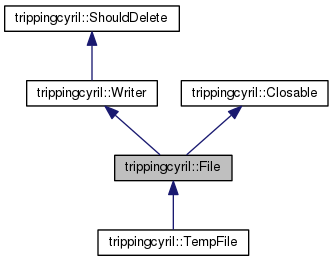 trippingcyril::ShouldDelete
trippingcyril::Writer
trippingcyril::Closable
trippingcyril::File
trippingcyril::TempFile